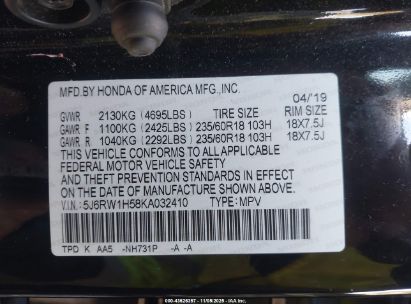 MFD.BY HONDA OF AMERICA MFG.,INC.
04/'19
GVWR 2130KG (4695LBS) TIRE SIZE RIM SIZE
GAWR F 1100KG (2425LBS) 235/60R18 103H 18X7.5J
GAWR R 1040KG (2292LBS) 235/60R18 103H 18X7.5J
THIS VEHICLE CONFORMS TO ALL APPLICABLE
FEDERAL MOTOR VEHICLE SAFETY
AND THEFT PREVENTION STANDARDS IN EFFECT
ON THE DATE OF MANUFACTURE SHOWN ABOVE.
V.I.N.: 5J6RW1H58KA032410 TYPE: MPV
TPD K AA5 -NH731P -A -A